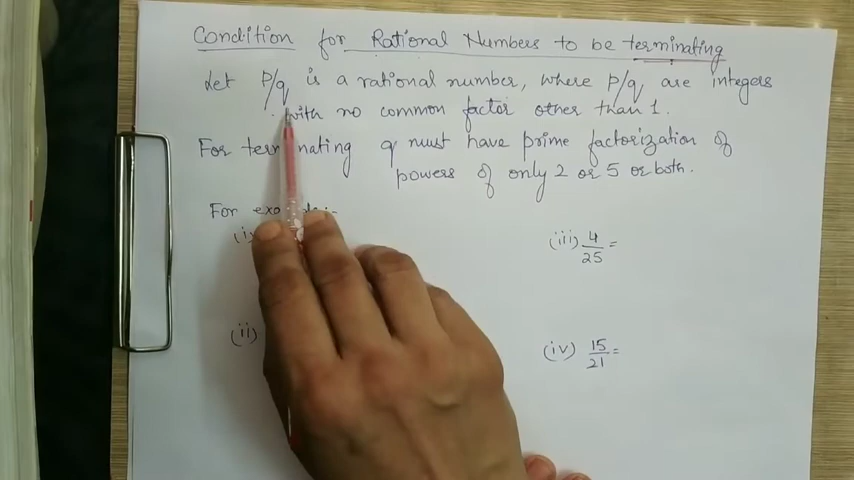 Condition for Rational Numbers to be terminating
Let P/q is a rational number, where P/q are integers
with no common factor other than 1.
For terminating q must have prime factorization of
powers of only 2 or 5 or both.
For
(i)
(iii) 4/25 =
(ii)
(iv) 15/21 =